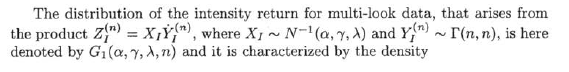 The distribution of the intensity return for multi-look data, that arises from
the product Z_I^{(n)} = X_I Y_I^{(n)}, where X_I ~ N^{-1}(α, γ, λ) and Y_I^{(n)} ~ Γ(n, n), is here
denoted by G_I(α, γ, λ, n) and it is characterized by the density